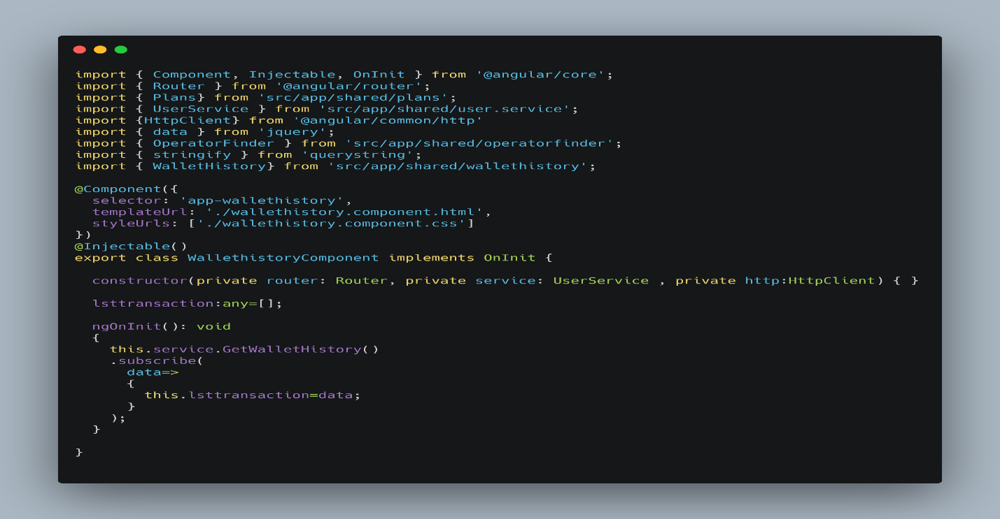 import { Component, Injectable, OnInit } from '@angular/core';
import { Router } from '@angular/router';
import { Plans} from 'src/app/shared/plans';
import { UserService } from 'src/app/shared/user.service';
import {HttpClient} from '@angular/common/http'
import { data } from 'jquery';
import { OperatorFinder } from 'src/app/shared/operatorfinder';
import { stringify } from 'querystring';
import { WalletHistory} from 'src/app/shared/wallethistory';

@Component({
  selector: 'app-wallethistory',
  templateUrl: './wallethistory.component.html',
  styleUrls: ['./wallethistory.component.css']
})
@Injectable()
export class WallethistoryComponent implements OnInit {

  constructor(private router: Router, private service: UserService , private http:HttpClient) { }

  lsttransaction:any=[];

  ngOnInit(): void
  {
    this.service.GetWalletHistory()
    .subscribe(
      data=>
      {
        this.lsttransaction=data;
      }
    );
  }

}